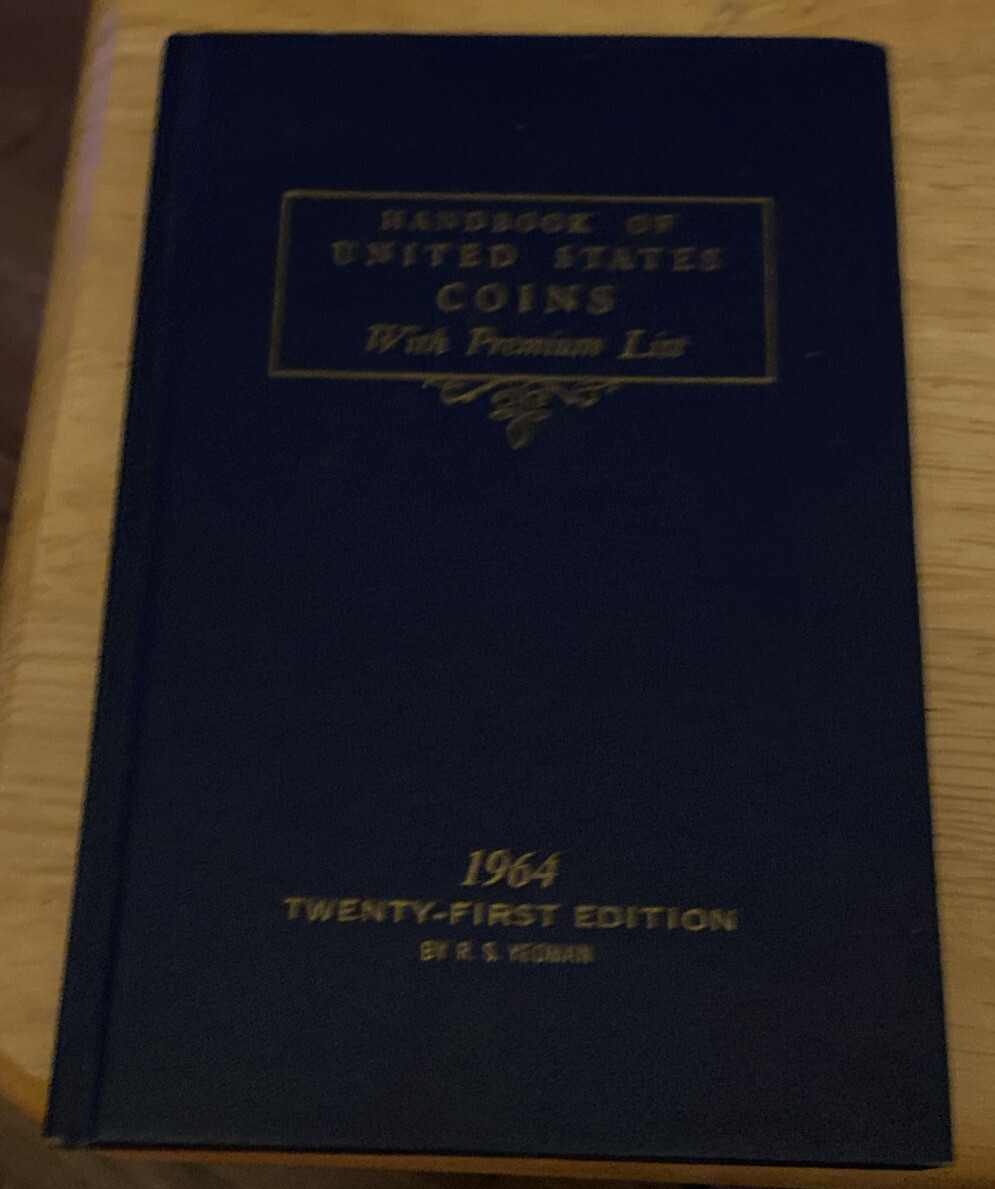 HANDBOOK OF
UNITED STATES
COINS
With Premium List
1964
TWENTY-FIRST EDITION
BY R. S. YEOMAN